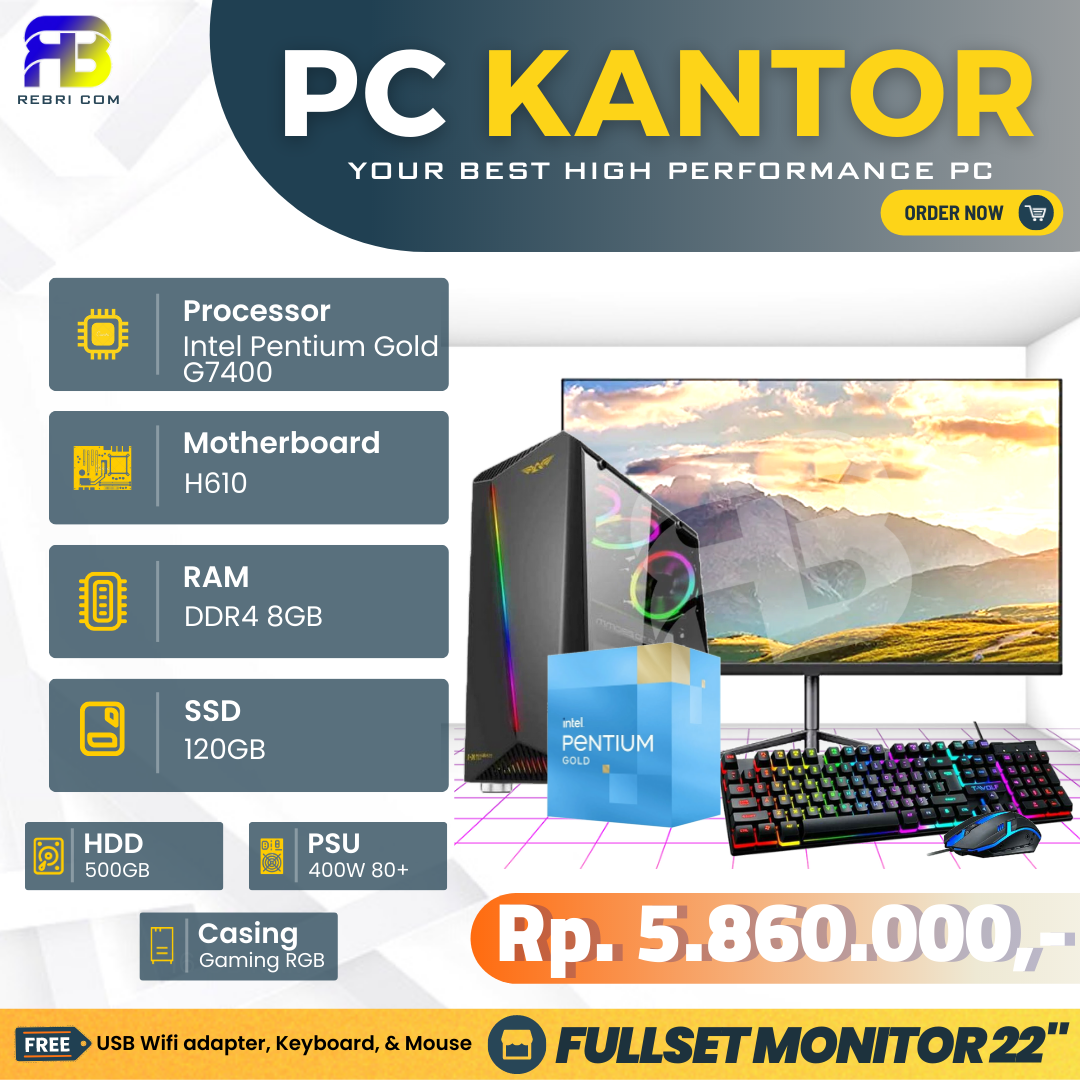 REBRI COM
PC KANTOR
YOUR BEST HIGH PERFORMANCE PC
ORDER NOW
Processor
Intel Pentium Gold
G7400
Motherboard
H610
RAM
DDR4 8GB
SSD
120GB
HDD
500GB
PSU
400W 80+
Casing
Gaming RGB
intel
PENTIUM
GOLD
T-WOLF
Rp. 5.860.000,-
FREE
USB Wifi adapter, Keyboard, & Mouse
FULLSET MONITOR 22"